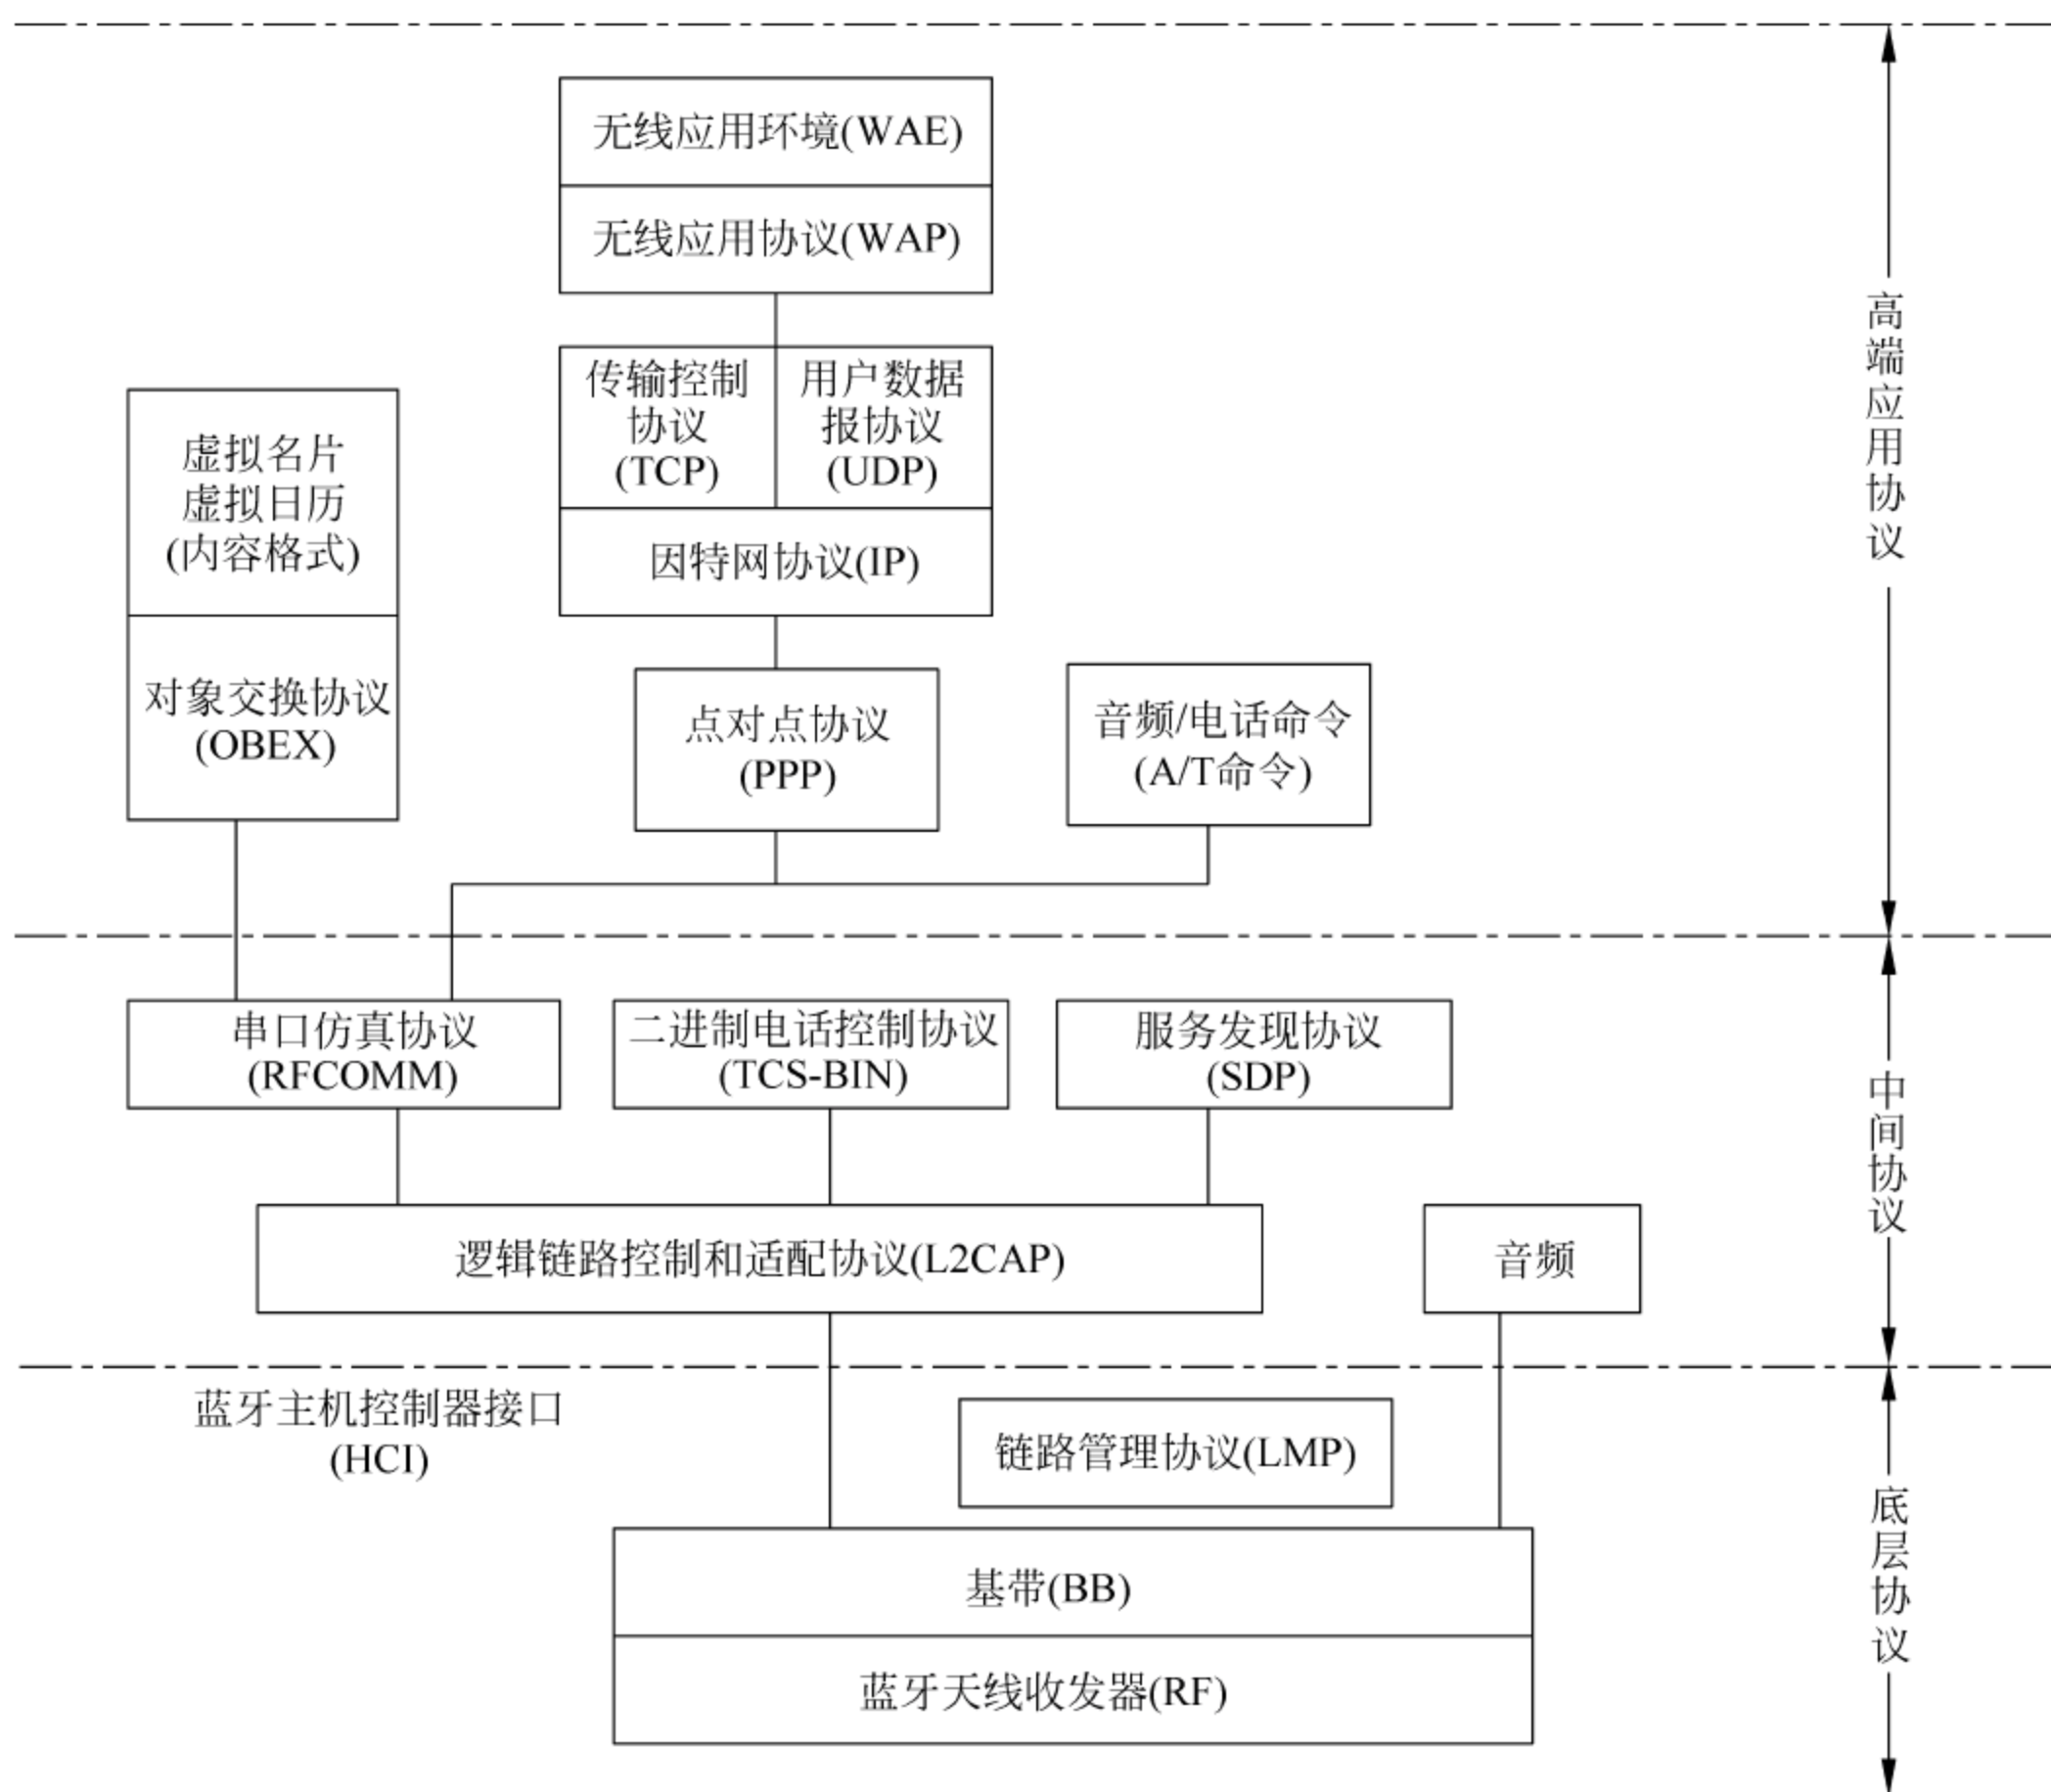 无线应用环境(WAE)
无线应用协议(WAP)
传输控制
协议
(TCP)
用户数据
报协议
(UDP)
因特网协议(IP)
虚拟名片
虚拟日历
(内容格式)
对象交换协议
(OBEX)
点对点协议
(PPP)
音频/电话命令
(A/T命令)
高端应用协议
串口仿真协议
(RFCOMM)
二进制电话控制协议
(TCS-BIN)
服务发现协议
(SDP)
逻辑链路控制和适配协议(L2CAP)
音频
中间协议
蓝牙主机控制器接口
(HCI)
链路管理协议(LMP)
基带(BB)
蓝牙天线收发器(RF)
底层协议